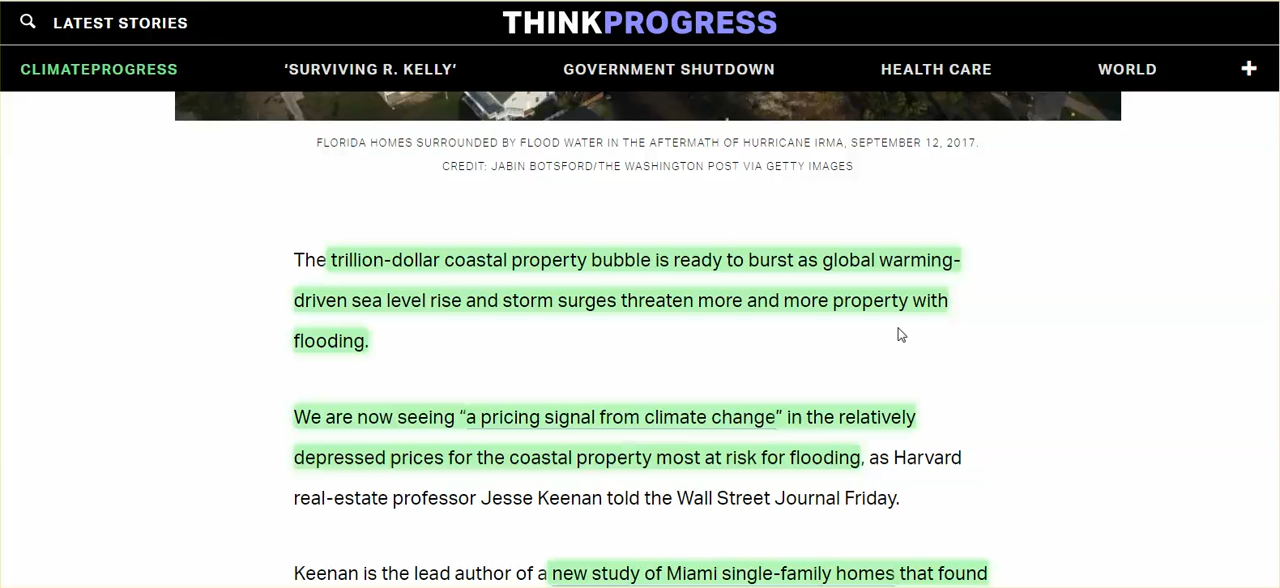 LATEST STORIES
THINKPROGRESS
CLIMATEPROGRESS
‘SURVIVING R. KELLY’
GOVERNMENT SHUTDOWN
HEALTH CARE
WORLD
+
FLORIDA HOMES SURROUNDED BY FLOOD WATER IN THE AFTERMATH OF HURRICANE IRMA, SEPTEMBER 12, 2017.
CREDIT: JABIN BOTSFORD/THE WASHINGTON POST VIA GETTY IMAGES
The trillion-dollar coastal property bubble is ready to burst as global warming-
driven sea level rise and storm surges threaten more and more property with
flooding.
We are now seeing “a pricing signal from climate change” in the relatively
depressed prices for the coastal property most at risk for flooding, as Harvard
real-estate professor Jesse Keenan told the Wall Street Journal Friday.
Keenan is the lead author of a new study of Miami single-family homes that found